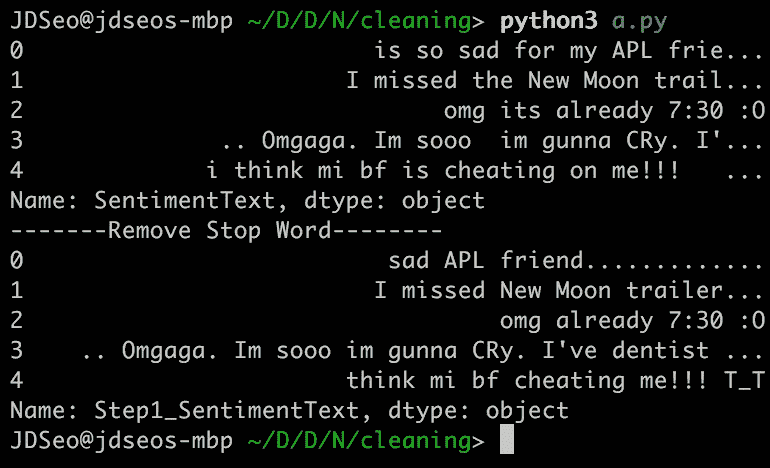 JDSeo@jdseos-mbp ~/D/D/N/cleaning> python3 a.py
0 is so sad for my APL frie...
1 I missed the New Moon trail...
2 omg its already 7:30 :O
3 .. Omgaga. Im sooo  im gunna CRy. I'...
4 i think mi bf is cheating on me!!!   ...
Name: SentimentText, dtype: object
-------Remove Stop Word--------
0 sad APL friend.............
1 I missed New Moon trailer...
2 omg already 7:30 :O
3 .. Omgaga. Im sooo im gunna CRy. I've dentist ...
4 think mi bf cheating me!!! T_T
Name: Step1_SentimentText, dtype: object
JDSeo@jdseos-mbp ~/D/D/N/cleaning>